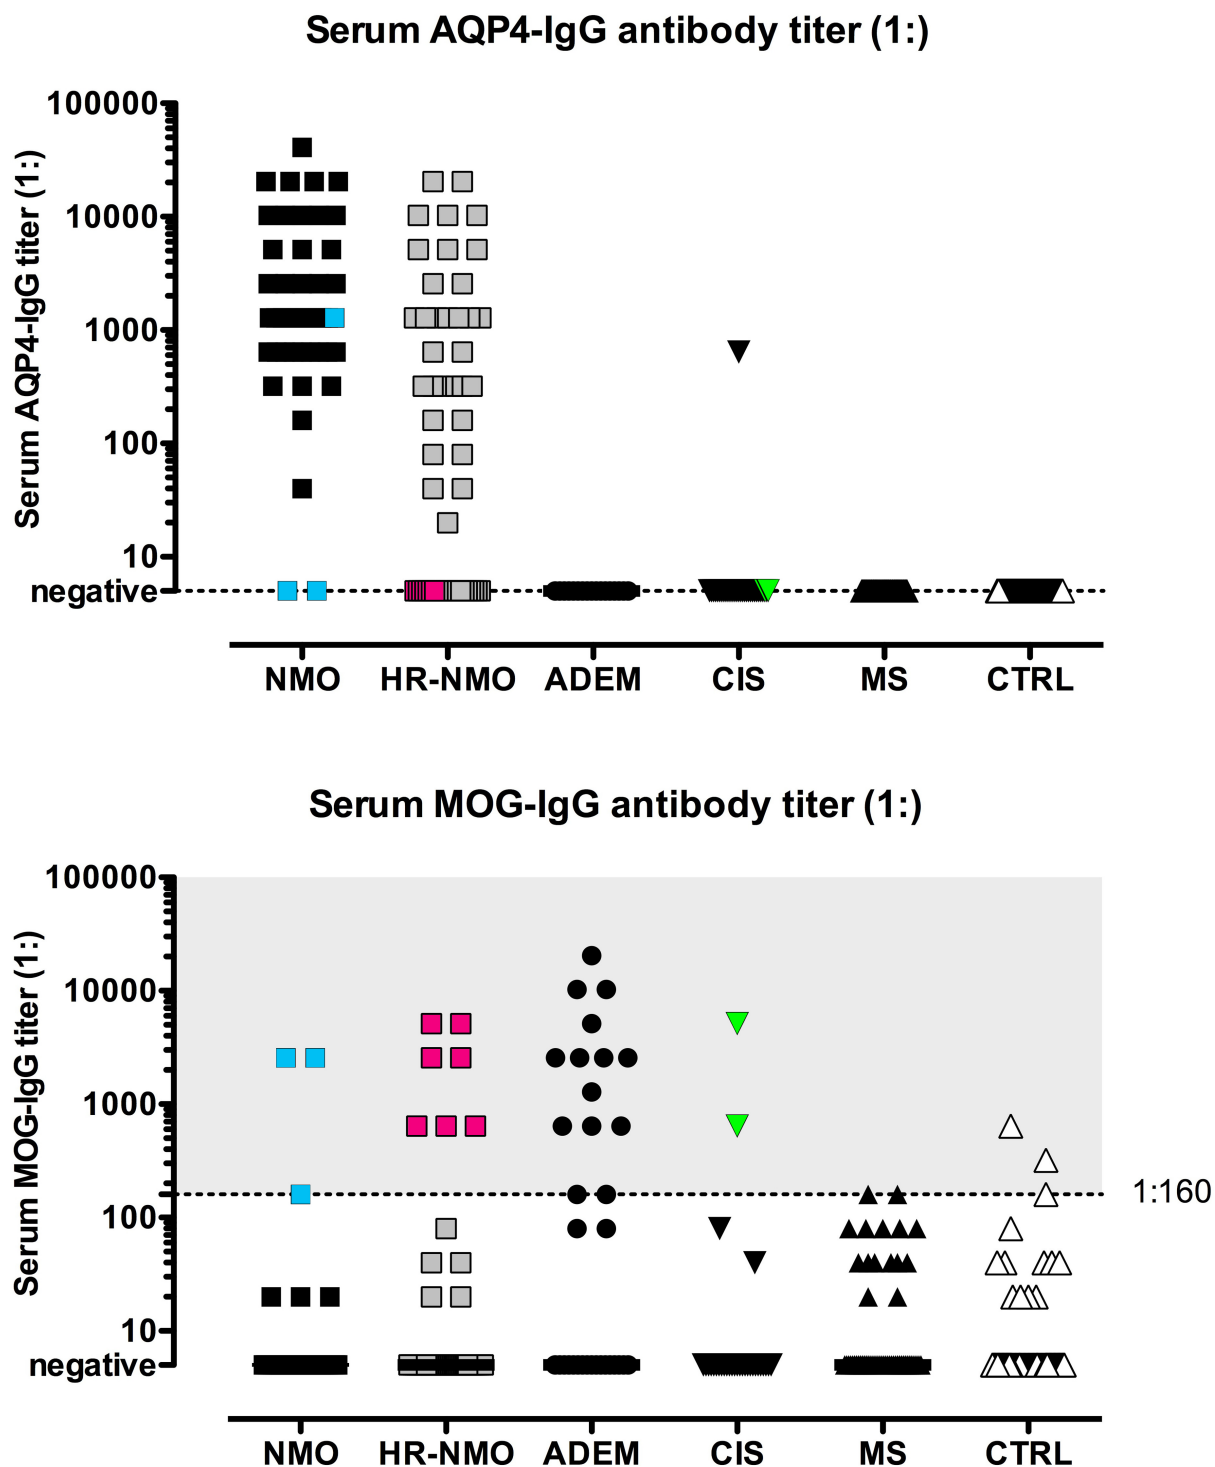 Serum AQP4-IgG antibody titer (1:)
Serum AQP4-IgG titer (1:)
100000
10000
1000
100
10
negative
NMO HR-NMO ADEM CIS MS CTRL
Serum MOG-IgG antibody titer (1:)
Serum MOG-IgG titer (1:)
100000
10000
1000
1:160
100
10
negative
NMO HR-NMO ADEM CIS MS CTRL